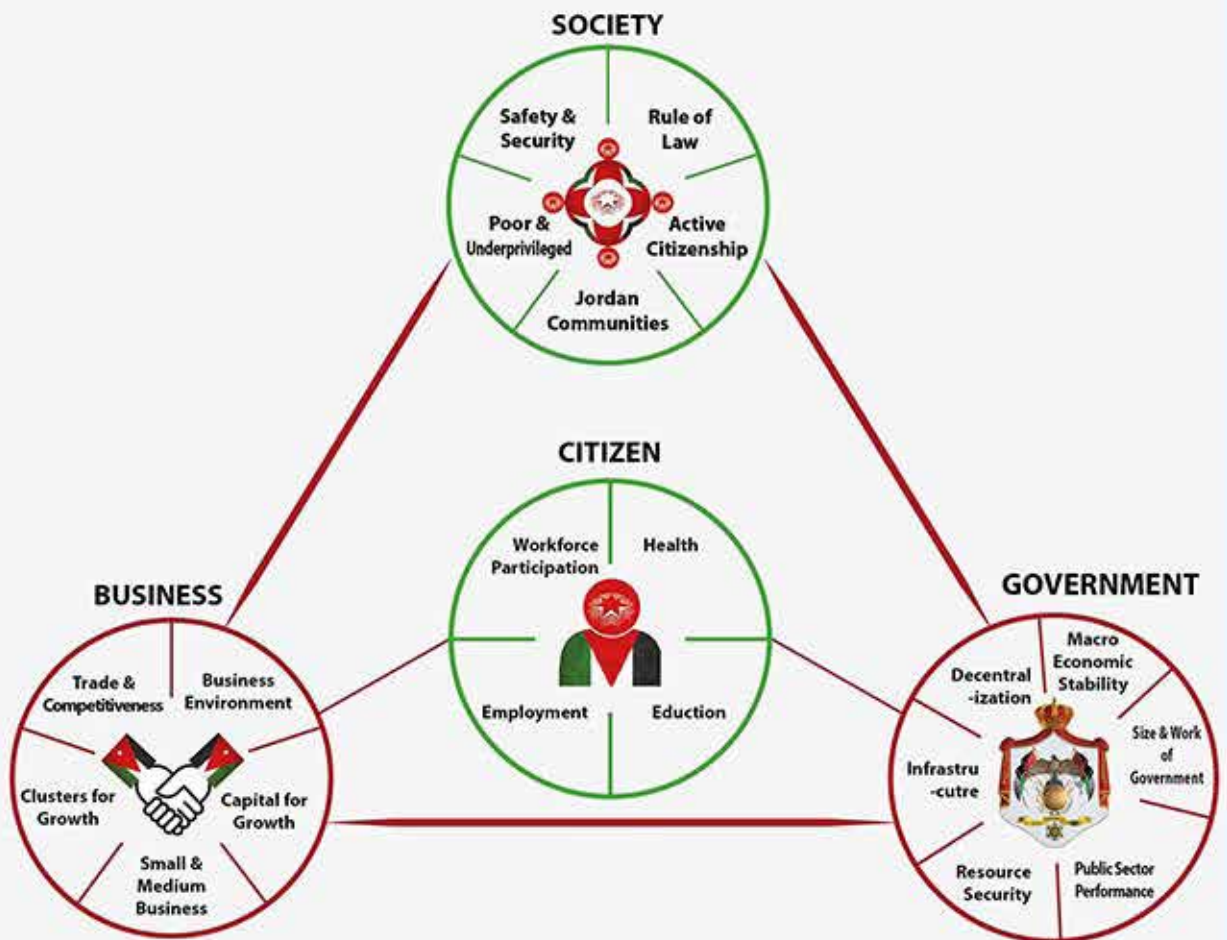 SOCIETY
Safety &
Security
Rule of
Law
Poor &
Underprivileged
Active
Citizenship
Jordan
Communities
CITIZEN
Workforce
Participation
Health
Employment
Eduction
BUSINESS
Trade &
Competitiveness
Business
Environment
Clusters for
Growth
Capital for
Growth
Small &
Medium
Business
GOVERNMENT
Macro
Economic
Stability
Decentral
-ization
Size & Work
of
Government
Infrastru
-cutre
Resource
Security
Public Sector
Performance